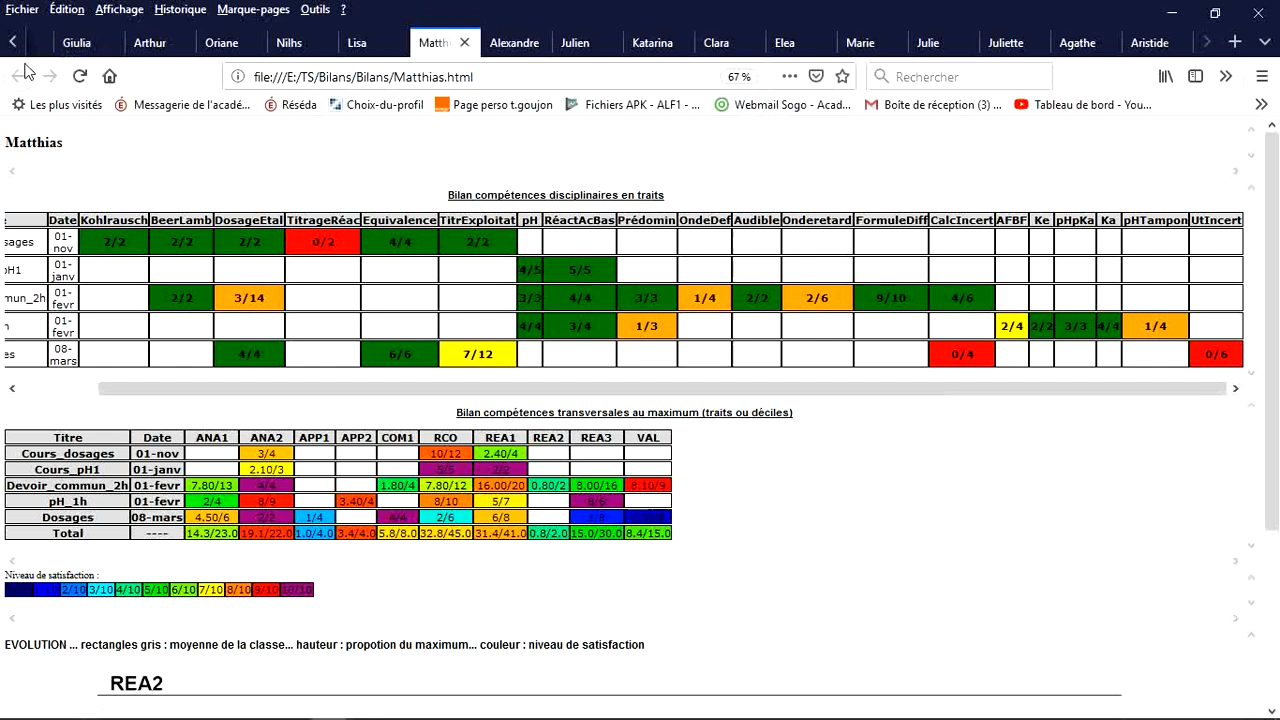 Fichier Édition Affichage Historique Marque-pages Outils ?
Giulia Arthur Oriane Nilhs Lisa Matth Alexandre Julien Katarina Clara Elea Marie Julie Juliette Agathe Aristide
file:///E:/TS/Bilans/Bilans/Matthias.html 67 % Rechercher
Les plus visités Messagerie de l'acadé... Réséda Choix-du-profil Page perso t.goujon Fichiers APK - ALF1 - ... Webmail Sogo - Acad... Boîte de réception (3) ... Tableau de bord - You...
Matthias
Bilan compétences disciplinaires en traits
e Date Kohlrausch BeerLamb DosageEtal TitrageRéac Equivalence TitrExploitat pH RéactAcBas Prédomin OndeDef Audible Onderetard FormuleDiff CalcIncert AFBF Ke pHpKa Ka pHTampon UtIncert
sages 01-nov 2/2 2/2 2/2 0/2 4/4 2/2
pH1 01-janv 4/5 5/5
mun_2h 01-fevr 2/2 3/14 3/3 4/4 3/3 1/4 2/2 2/6 9/10 4/6
n 01-fevr 4/4 3/4 1/3 2/4 2/2 3/3 4/4 1/4
es 08-mars 4/4 6/6 7/12 0/4 0/6
Bilan compétences transversales au maximum (traits ou déciles)
Titre Date ANA1 ANA2 APP1 APP2 COM1 RCO REA1 REA2 REA3 VAL
Cours_dosages 01-nov 3/4 10/12 2.40/4
Cours_pH1 01-janv 2.10/3 5/5 2/2
Devoir_commun_2h 01-fevr 7.80/13 4/4 1.80/4 7.80/12 16.00/20 0.80/2 8.00/16 8.10/9
pH_1h 01-fevr 2/4 8/9 3.40/4 8/10 5/7 6/6
Dosages 08-mars 4.50/6 2/2 1/4 4/4 2/6 6/8
Total ---- 14.3/23.0 19.1/22.0 1.0/4.0 3.4/4.0 5.8/8.0 32.8/45.0 31.4/41.0 0.8/2.0 15.0/30.0 8.4/15.0
Niveau de satisfaction :
2/10 3/10 4/10 5/10 6/10 7/10 8/10 9/10 10/10
EVOLUTION ... rectangles gris : moyenne de la classe... hauteur : propotion du maximum... couleur : niveau de satisfaction
REA2